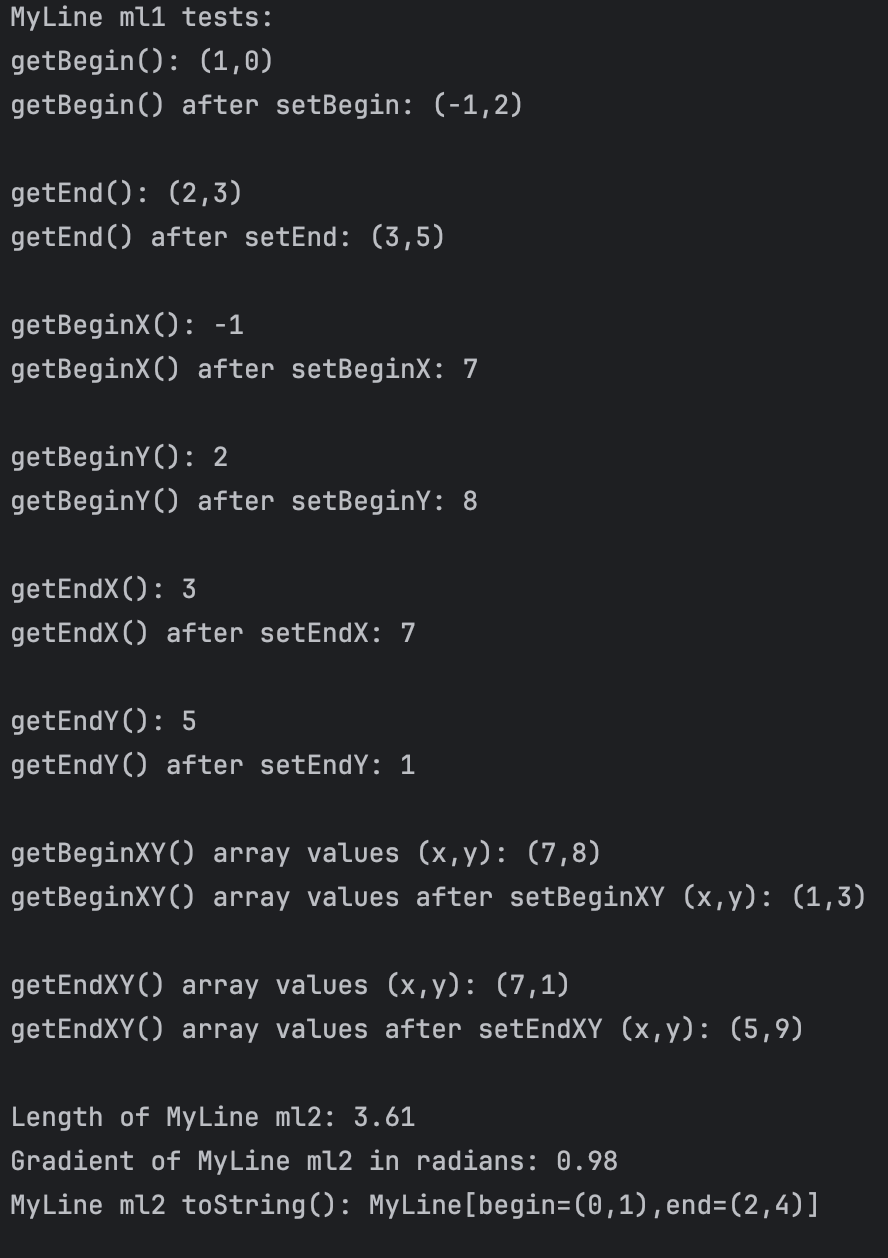 MyLine ml1 tests:
getBegin(): (1,0)
getBegin() after setBegin: (-1,2)
getEnd(): (2,3)
getEnd() after setEnd: (3,5)
getBeginX(): -1
getBeginX() after setBeginX: 7
getBeginY(): 2
getBeginY() after setBeginY: 8
getEndX(): 3
getEndX() after setEndX: 7
getEndY(): 5
getEndY() after setEndY: 1
getBeginXY() array values (x,y): (7,8)
getBeginXY() array values after setBeginXY (x,y): (1,3)
getEndXY() array values (x,y): (7,1)
getEndXY() array values after setEndXY (x,y): (5,9)
Length of MyLine ml2: 3.61
Gradient of MyLine ml2 in radians: 0.98
MyLine ml2 toString(): MyLine[begin=(0,1),end=(2,4)]